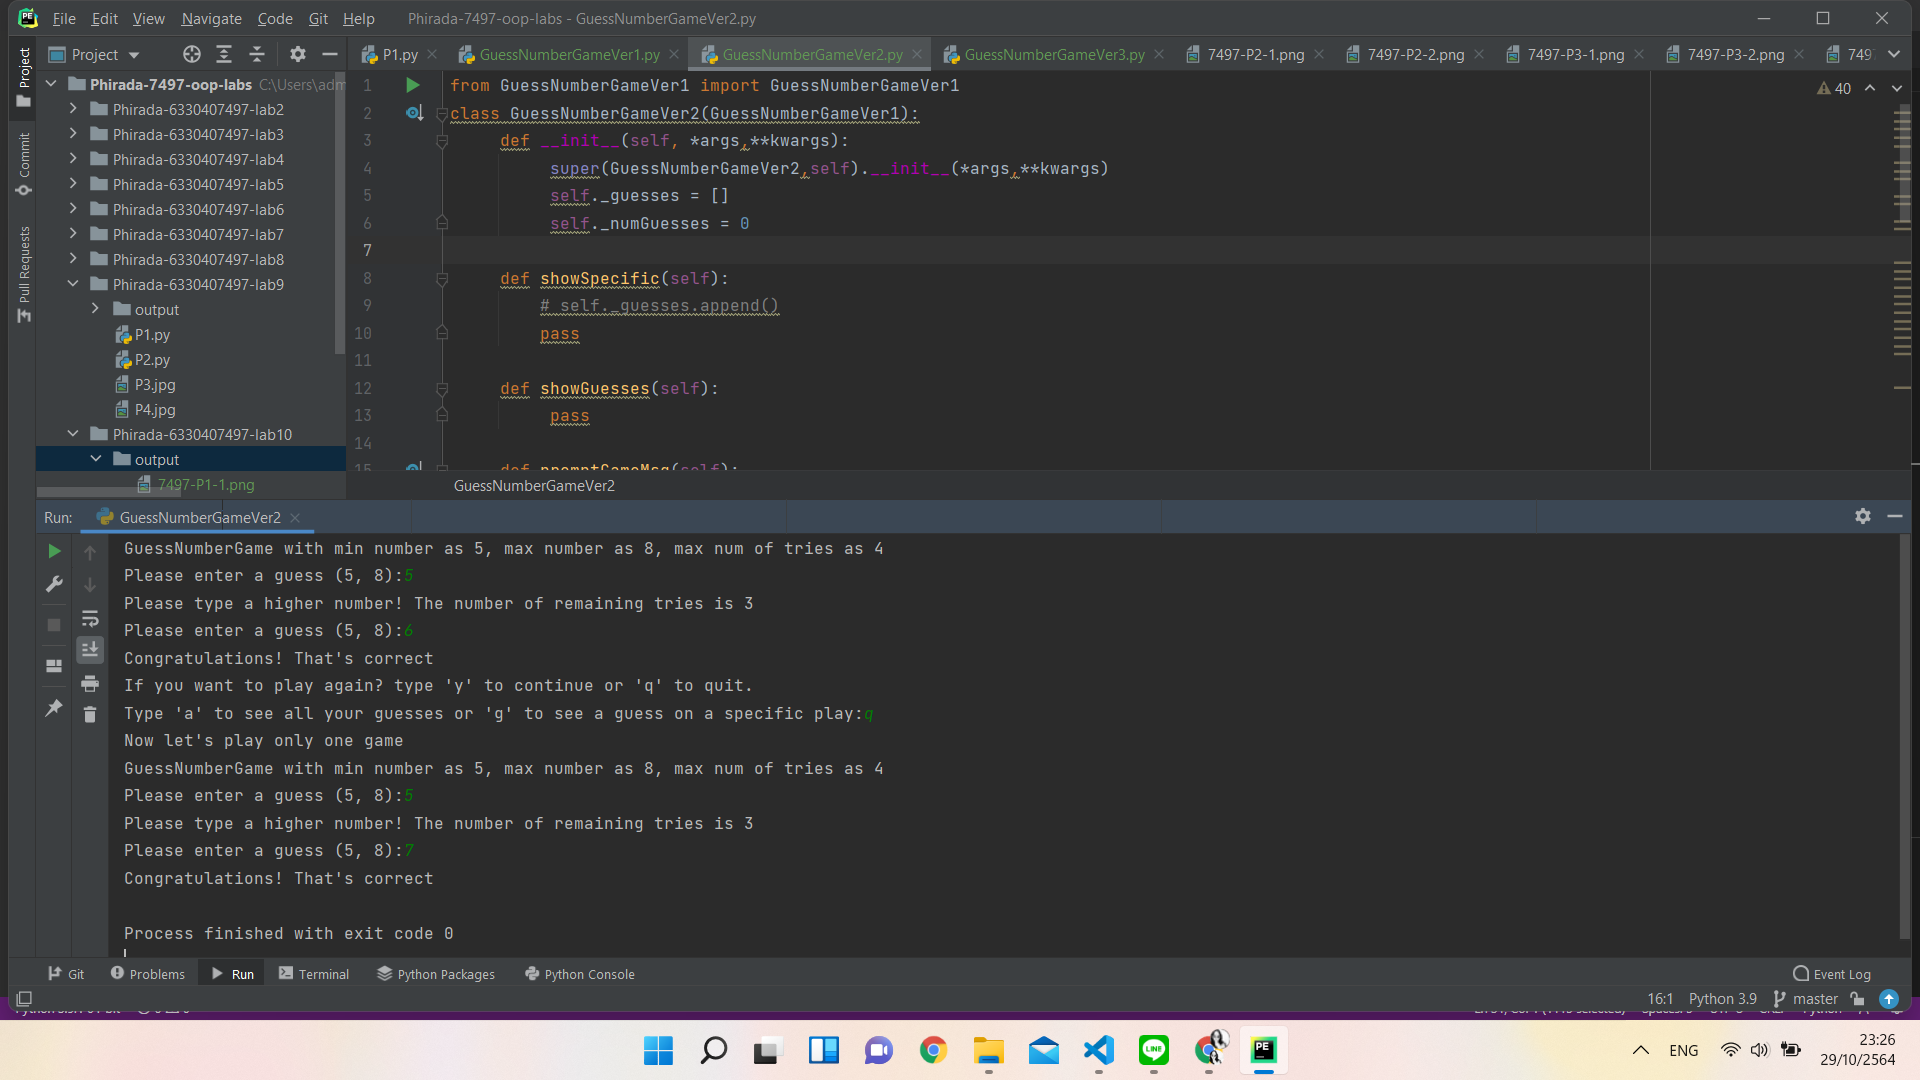 File Edit View Navigate Code Git Help Phirada-7497-oop-labs - GuessNumberGameVer2.py
Project P1.py GuessNumberGameVer1.py GuessNumberGameVer2.py GuessNumberGameVer3.py 7497-P2-1.png 7497-P2-2.png 7497-P3-1.png 7497-P3-2.png 749
Project
Commit
Pull Requests
Phirada-7497-oop-labs C:\Users\adm
Phirada-6330407497-lab2
Phirada-6330407497-lab3
Phirada-6330407497-lab4
Phirada-6330407497-lab5
Phirada-6330407497-lab6
Phirada-6330407497-lab7
Phirada-6330407497-lab8
Phirada-6330407497-lab9
output
P1.py
P2.py
P3.jpg
P4.jpg
Phirada-6330407497-lab10
output
7497-P1-1.png
40
1 from GuessNumberGameVer1 import GuessNumberGameVer1
2 class GuessNumberGameVer2(GuessNumberGameVer1):
3 def __init__(self, *args,**kwargs):
4 super(GuessNumberGameVer2,self).__init__(*args,**kwargs)
5 self._guesses = []
6 self._numGuesses = 0
7
8 def showSpecific(self):
9 # self._guesses.append()
10 pass
11
12 def showGuesses(self):
13 pass
14
15 def promptGameMsg(self):
GuessNumberGameVer2
Run: GuessNumberGameVer2
GuessNumberGame with min number as 5, max number as 8, max num of tries as 4
Please enter a guess (5, 8):5
Please type a higher number! The number of remaining tries is 3
Please enter a guess (5, 8):6
Congratulations! That's correct
If you want to play again? type 'y' to continue or 'q' to quit.
Type 'a' to see all your guesses or 'g' to see a guess on a specific play:q
Now let's play only one game
GuessNumberGame with min number as 5, max number as 8, max num of tries as 4
Please enter a guess (5, 8):5
Please type a higher number! The number of remaining tries is 3
Please enter a guess (5, 8):7
Congratulations! That's correct
Process finished with exit code 0
Git Problems Run Terminal Python Packages Python Console Event Log
16:1 Python 3.9 master
ENG
23:26
29/10/2564